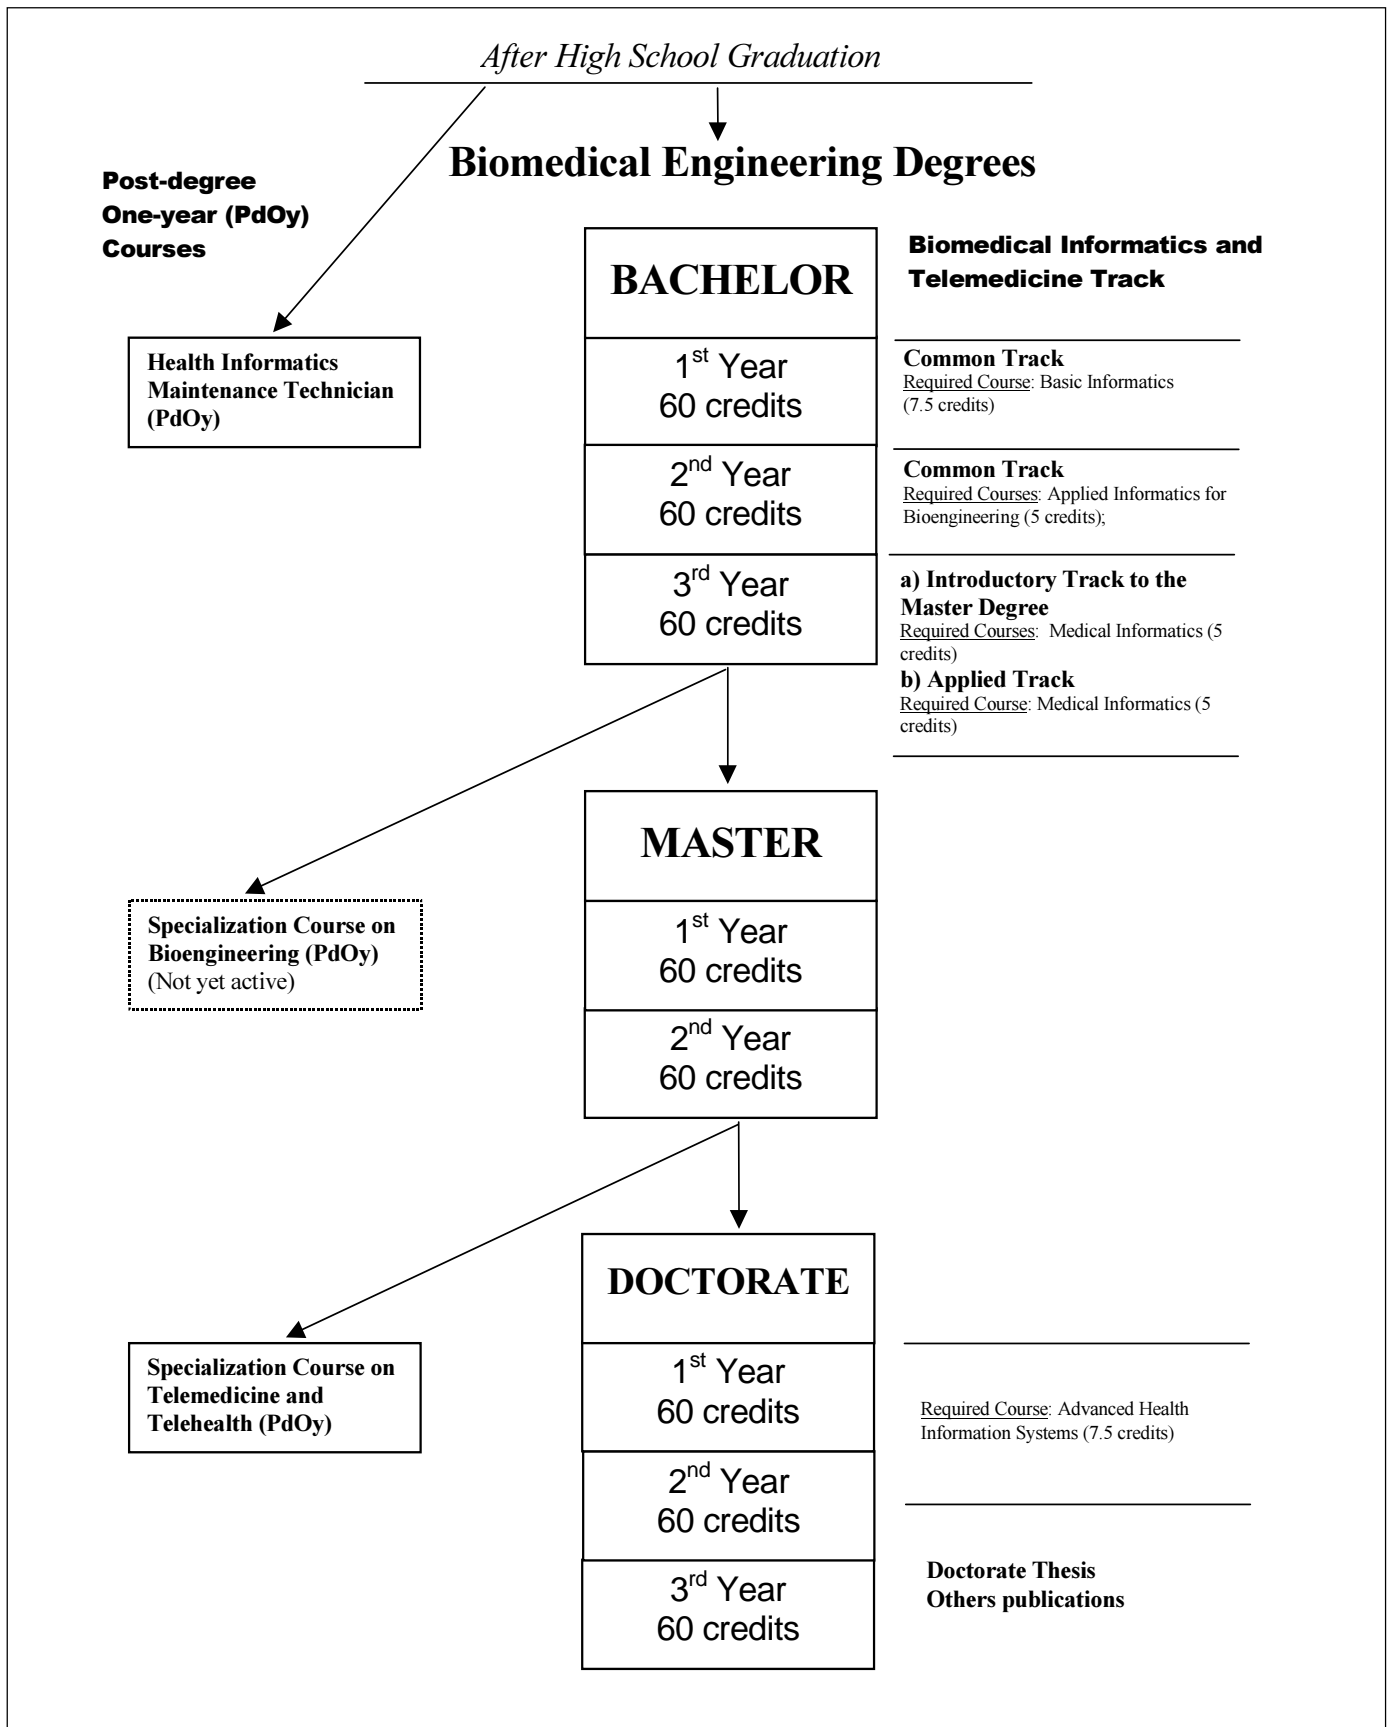 After High School Graduation
Biomedical Engineering Degrees
Post-degree
One-year (PdOy)
Courses
Biomedical Informatics and
Telemedicine Track
BACHELOR
Health Informatics
Maintenance Technician
(PdOy)
1st Year
60 credits
Common Track
Required Course: Basic Informatics
(7.5 credits)
2nd Year
60 credits
Common Track
Required Courses: Applied Informatics for
Bioengineering (5 credits);
3rd Year
60 credits
a) Introductory Track to the
Master Degree
Required Courses: Medical Informatics (5
credits)
b) Applied Track
Required Course: Medical Informatics (5
credits)
MASTER
Specialization Course on
Bioengineering (PdOy)
(Not yet active)
1st Year
60 credits
2nd Year
60 credits
DOCTORATE
Specialization Course on
Telemedicine and
Telehealth (PdOy)
1st Year
60 credits
Required Course: Advanced Health
Information Systems (7.5 credits)
2nd Year
60 credits
3rd Year
60 credits
Doctorate Thesis
Others publications